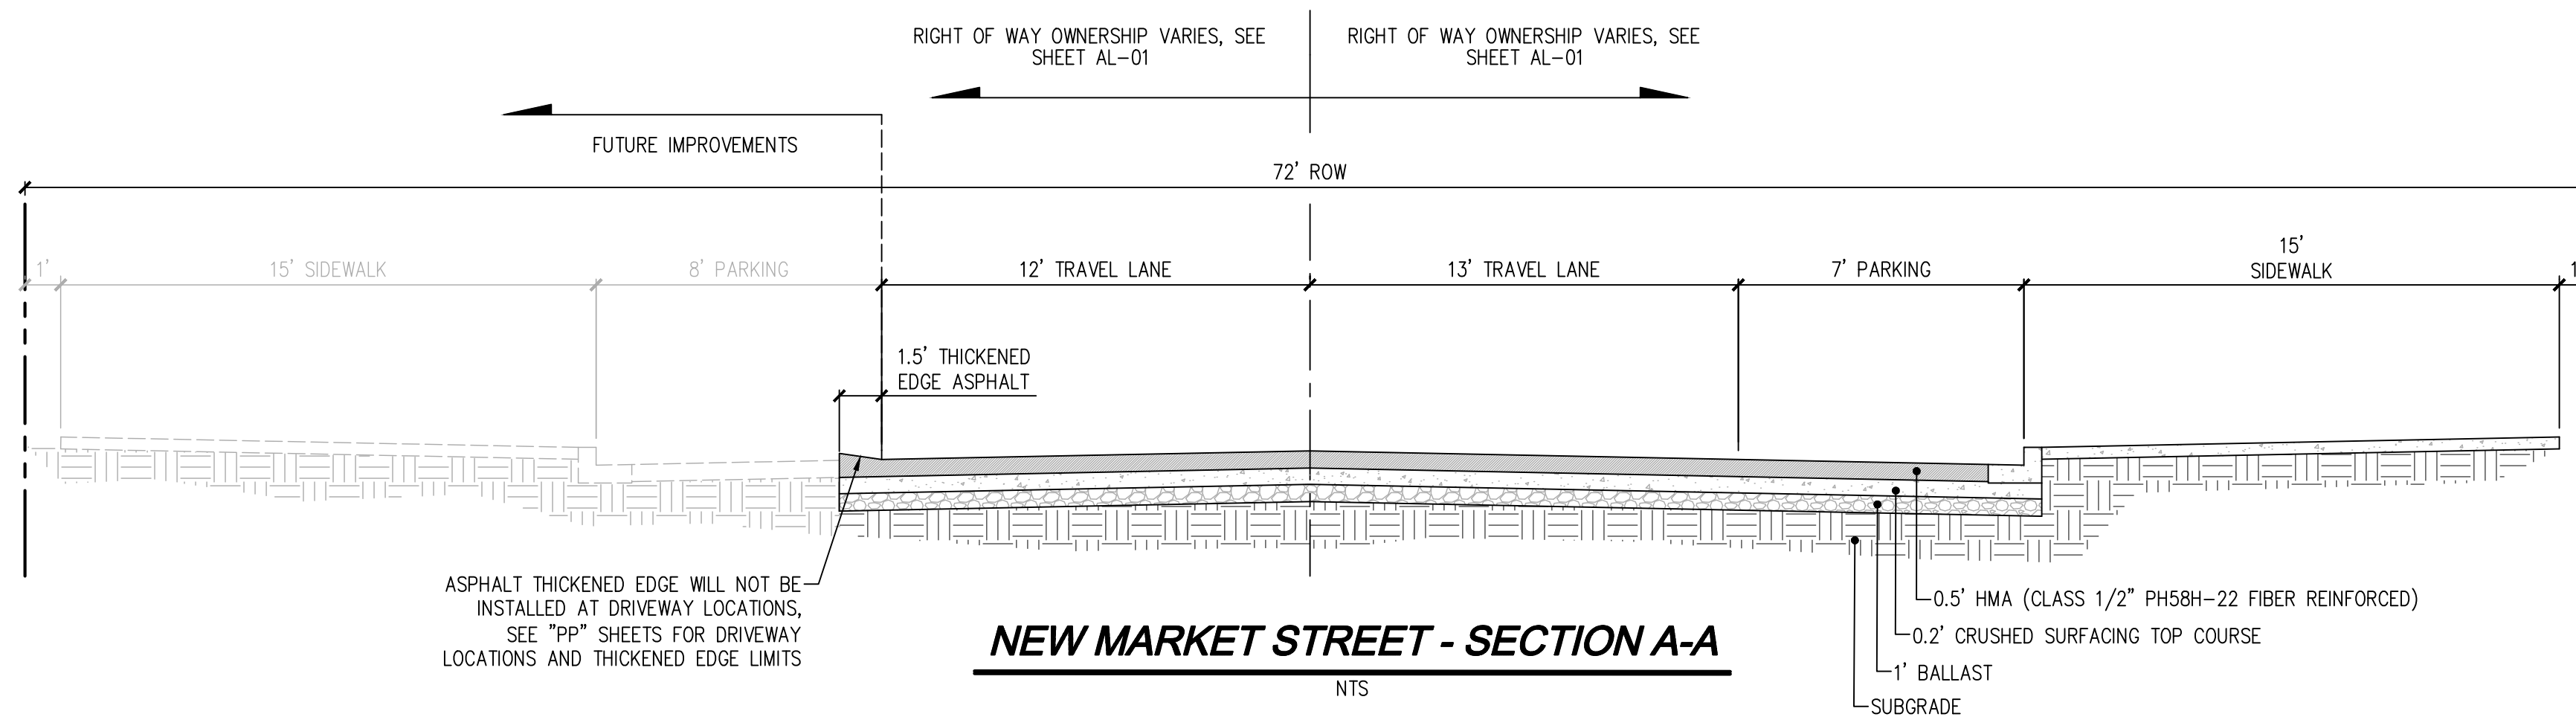 RIGHT OF WAY OWNERSHIP VARIES, SEE
SHEET AL-01
RIGHT OF WAY OWNERSHIP VARIES, SEE
SHEET AL-01
FUTURE IMPROVEMENTS
72' ROW
1'
15' SIDEWALK
8' PARKING
12' TRAVEL LANE
13' TRAVEL LANE
7' PARKING
15'
SIDEWALK
1
1.5' THICKENED
EDGE ASPHALT
ASPHALT THICKENED EDGE WILL NOT BE
INSTALLED AT DRIVEWAY LOCATIONS,
SEE "PP" SHEETS FOR DRIVEWAY
LOCATIONS AND THICKENED EDGE LIMITS
0.5' HMA (CLASS 1/2" PH58H-22 FIBER REINFORCED)
0.2' CRUSHED SURFACING TOP COURSE
1' BALLAST
SUBGRADE
NEW MARKET STREET - SECTION A-A
NTS